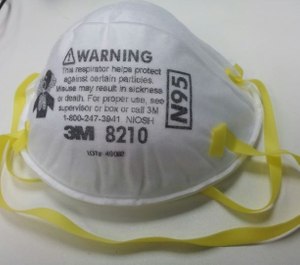 ⚠WARNING
This respirator helps protect
against certain particles.
Misuse may result in sickness
or death. For proper use, see
supervisor or box or call 3M
1-800-247-3941. NIOSH
3M 8210
N95